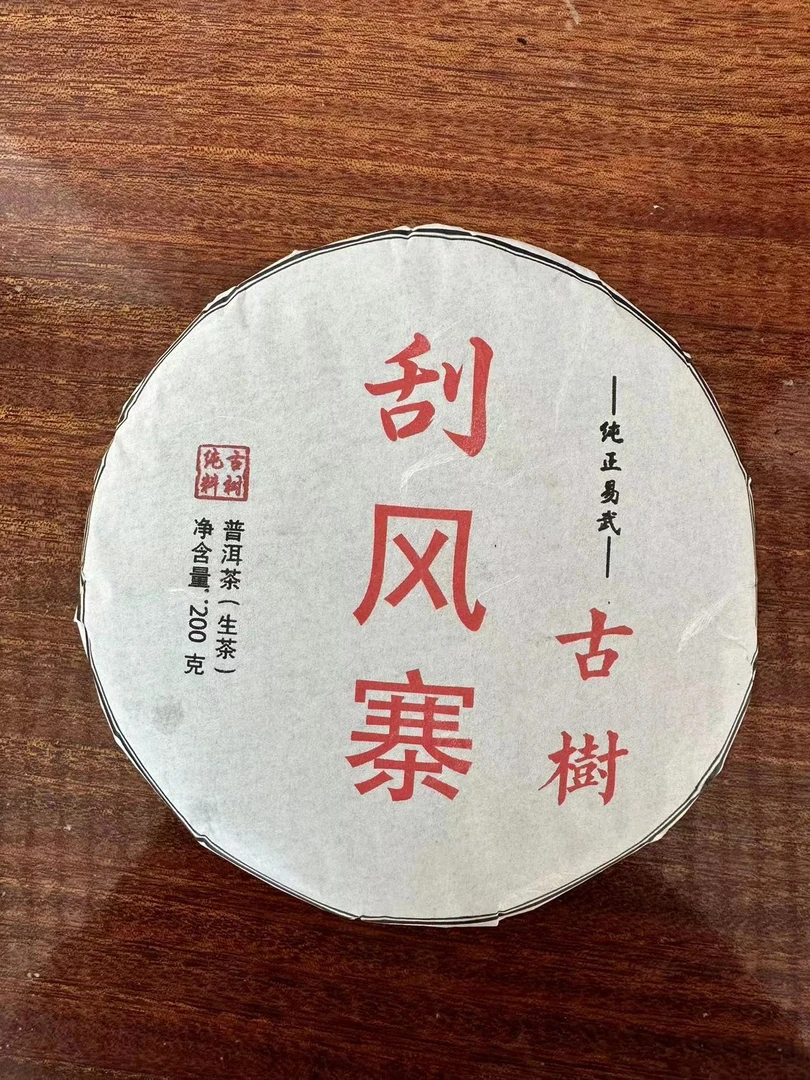 纯正易武
古樹
刮风寨
古树
纯料
普洱茶(生茶)
净含量:200克